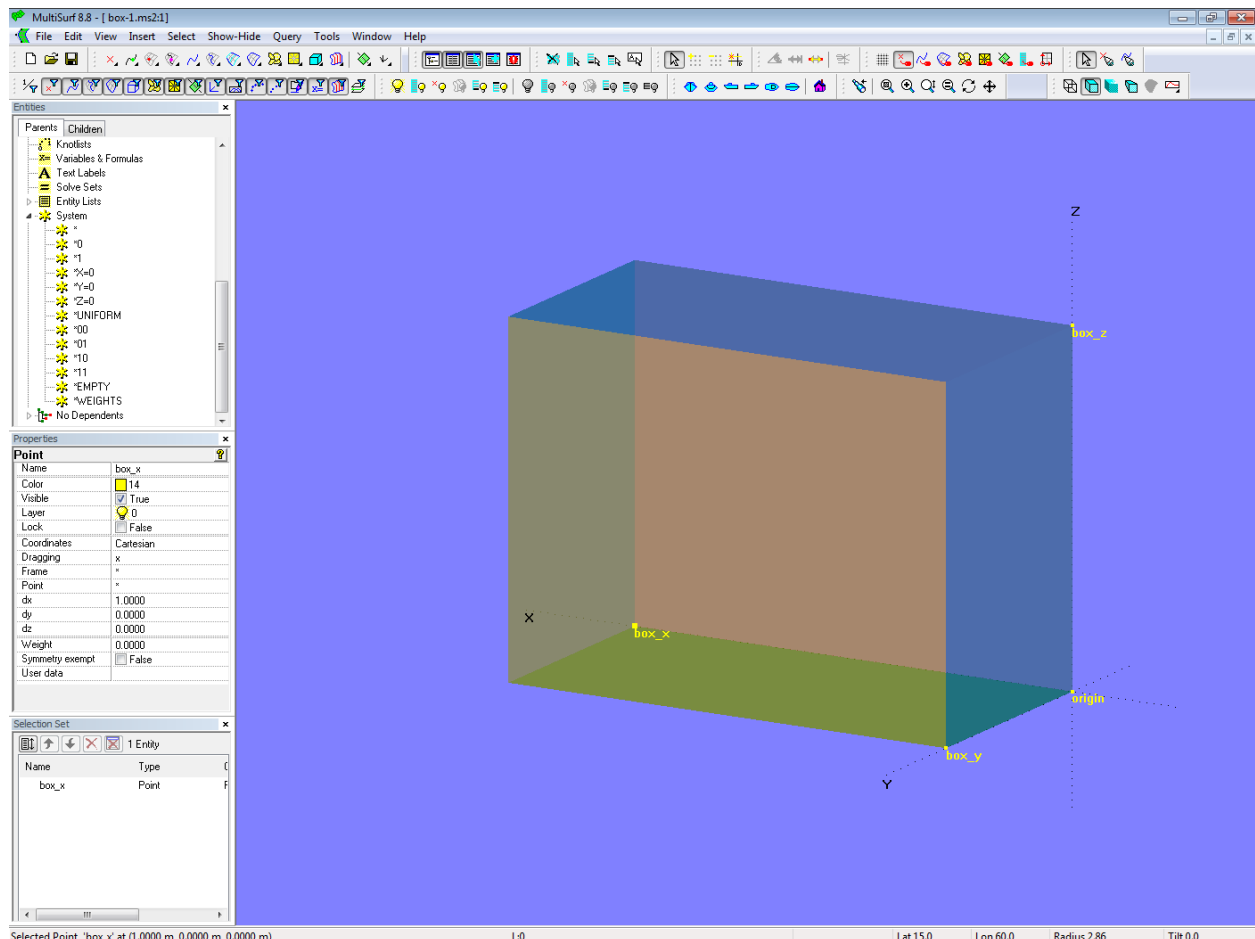 MultiSurf 8.8 - [ box-1.ms2:1]
File Edit View Insert Select Show-Hide Query Tools Window Help
Entities
Parents Children
Knotlists
Variables & Formulas
Text Labels
Solve Sets
Entity Lists
System
*
*0
*1
*X=0
*Y=0
*Z=0
*UNIFORM
*00
*01
*10
*11
*EMPTY
*WEIGHTS
No Dependents
Properties
Point
Name box_x
Color 14
Visible True
Layer 0
Lock False
Coordinates Cartesian
Dragging x
Frame *
Point *
dx 1.0000
dy 0.0000
dz 0.0000
Weight 0.0000
Symmetry exempt False
User data
Selection Set
1 Entity
Name Type
box_x Point
Z
box_z
X
box_x
origin
box_y
Y
Selected Point 'box_x' at (1.0000 m, 0.0000 m, 0.0000 m) L:0 Lat 15.0 Lon 60.0 Radius 2.86 Tilt 0.0